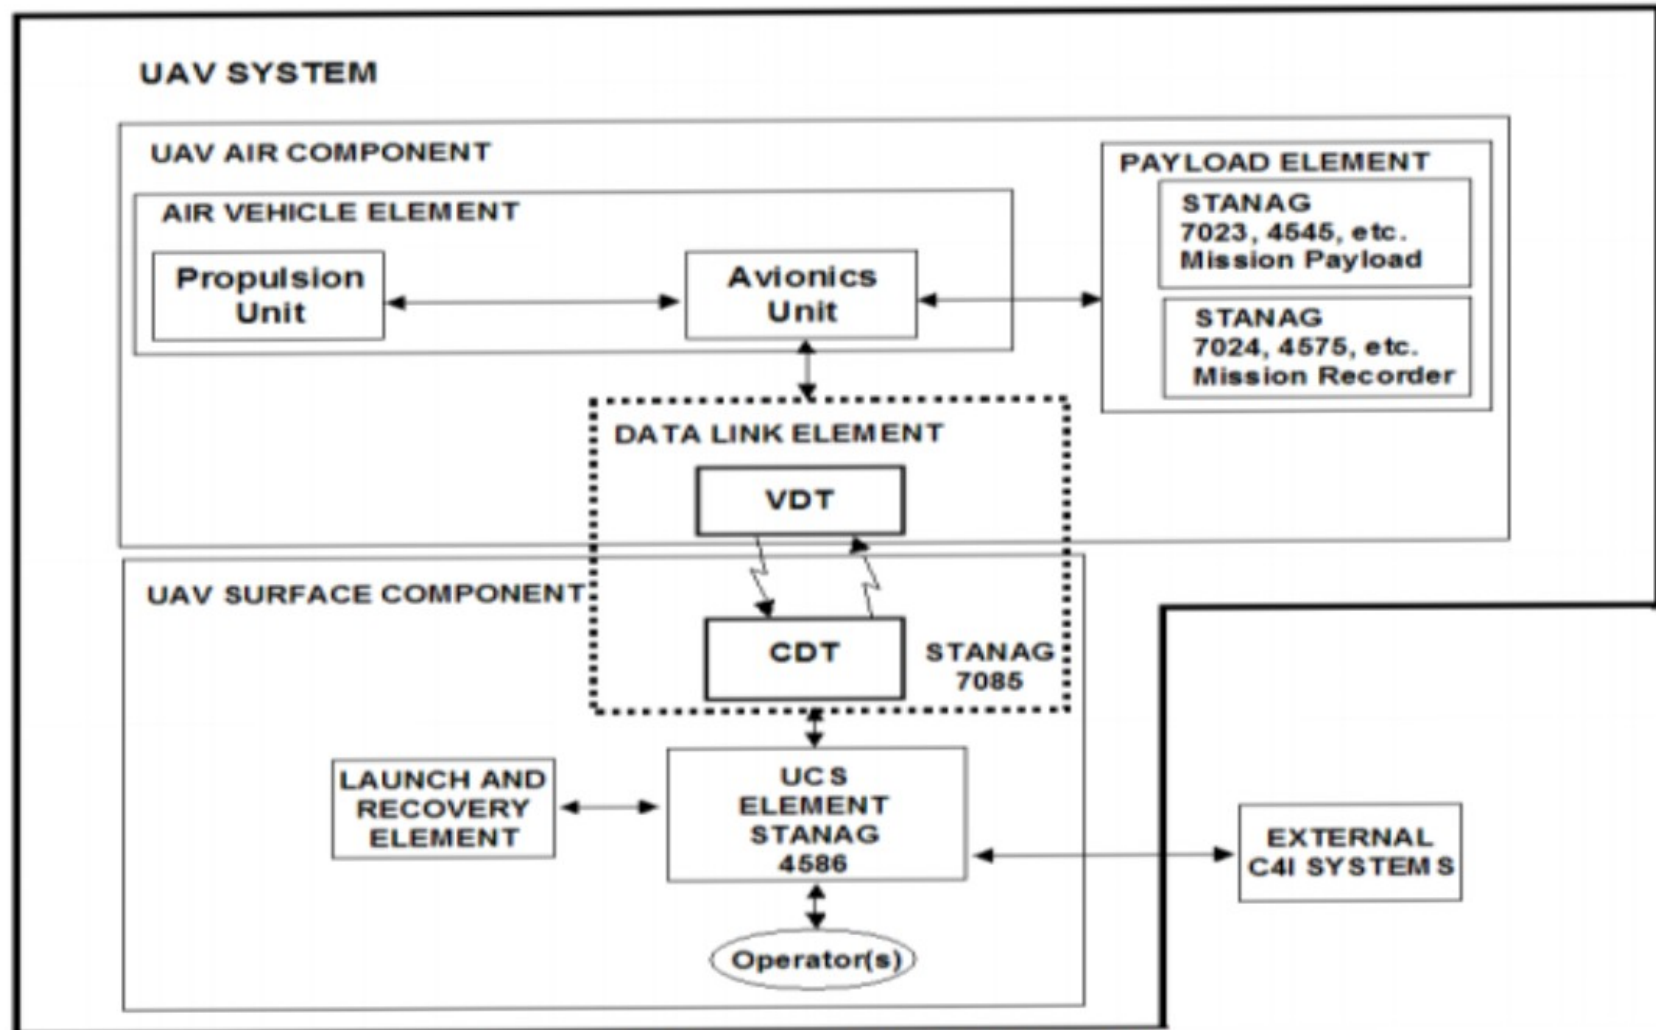 UAV SYSTEM
UAV AIR COMPONENT
AIR VEHICLE ELEMENT
Propulsion
Unit
Avionics
Unit
PAYLOAD ELEMENT
STANAG
7023, 4545, etc.
Mission Payload
STANAG
7024, 4575, etc.
Mission Recorder
DATA LINK ELEMENT
VDT
UAV SURFACE COMPONENT
CDT
STANAG
7085
LAUNCH AND
RECOVERY
ELEMENT
UCS
ELEMENT
STANAG
4586
EXTERNAL
C4I SYSTEMS
Operator(s)